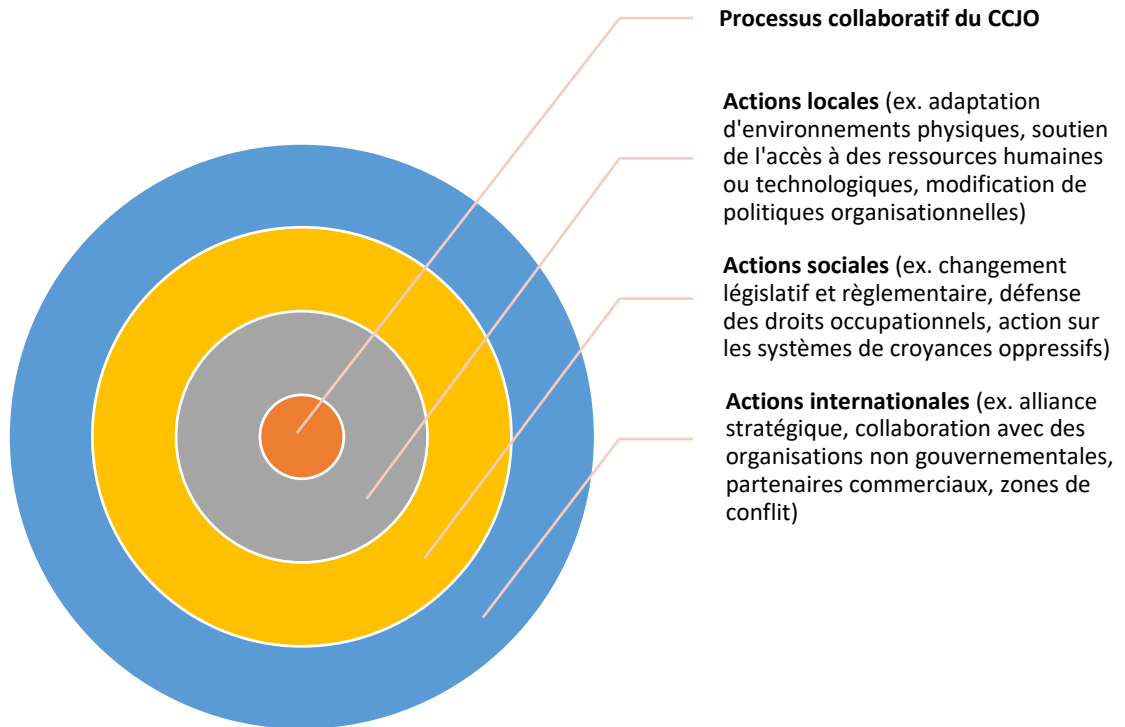 Processus collaboratif du CCJO
Actions locales (ex. adaptation
d'environnements physiques, soutien
de l'accès à des ressources humaines
ou technologiques, modification de
politiques organisationnelles)
Actions sociales (ex. changement
législatif et règlementaire, défense
des droits occupationnels, action sur
les systèmes de croyances oppressifs)
Actions internationales (ex. alliance
stratégique, collaboration avec des
organisations non gouvernementales,
partenaires commerciaux, zones de
conflit)